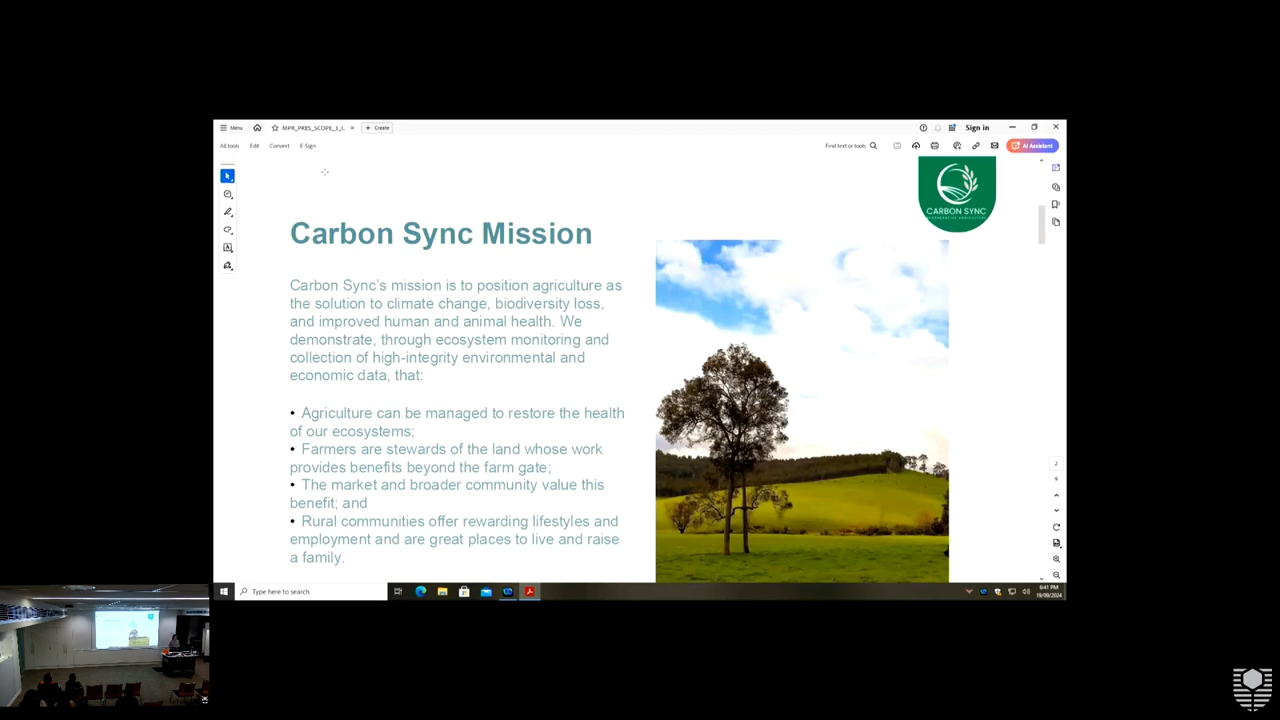 Menu
MPR_PRES_SCOPE_3_I..
Create
Sign in
All tools
Edit
Convert
E-Sign
Find text or tools
AI Assistant
CARBON SYNC
REGENERATIVE AGRICULTURE
Carbon Sync Mission
Carbon Sync's mission is to position agriculture as
the solution to climate change, biodiversity loss,
and improved human and animal health. We
demonstrate, through ecosystem monitoring and
collection of high-integrity environmental and
economic data, that:
• Agriculture can be managed to restore the health
of our ecosystems;
• Farmers are stewards of the land whose work
provides benefits beyond the farm gate;
• The market and broader community value this
benefit; and
• Rural communities offer rewarding lifestyles and
employment and are great places to live and raise
a family.
2
9
Type here to search
6:41 PM
19/09/2024